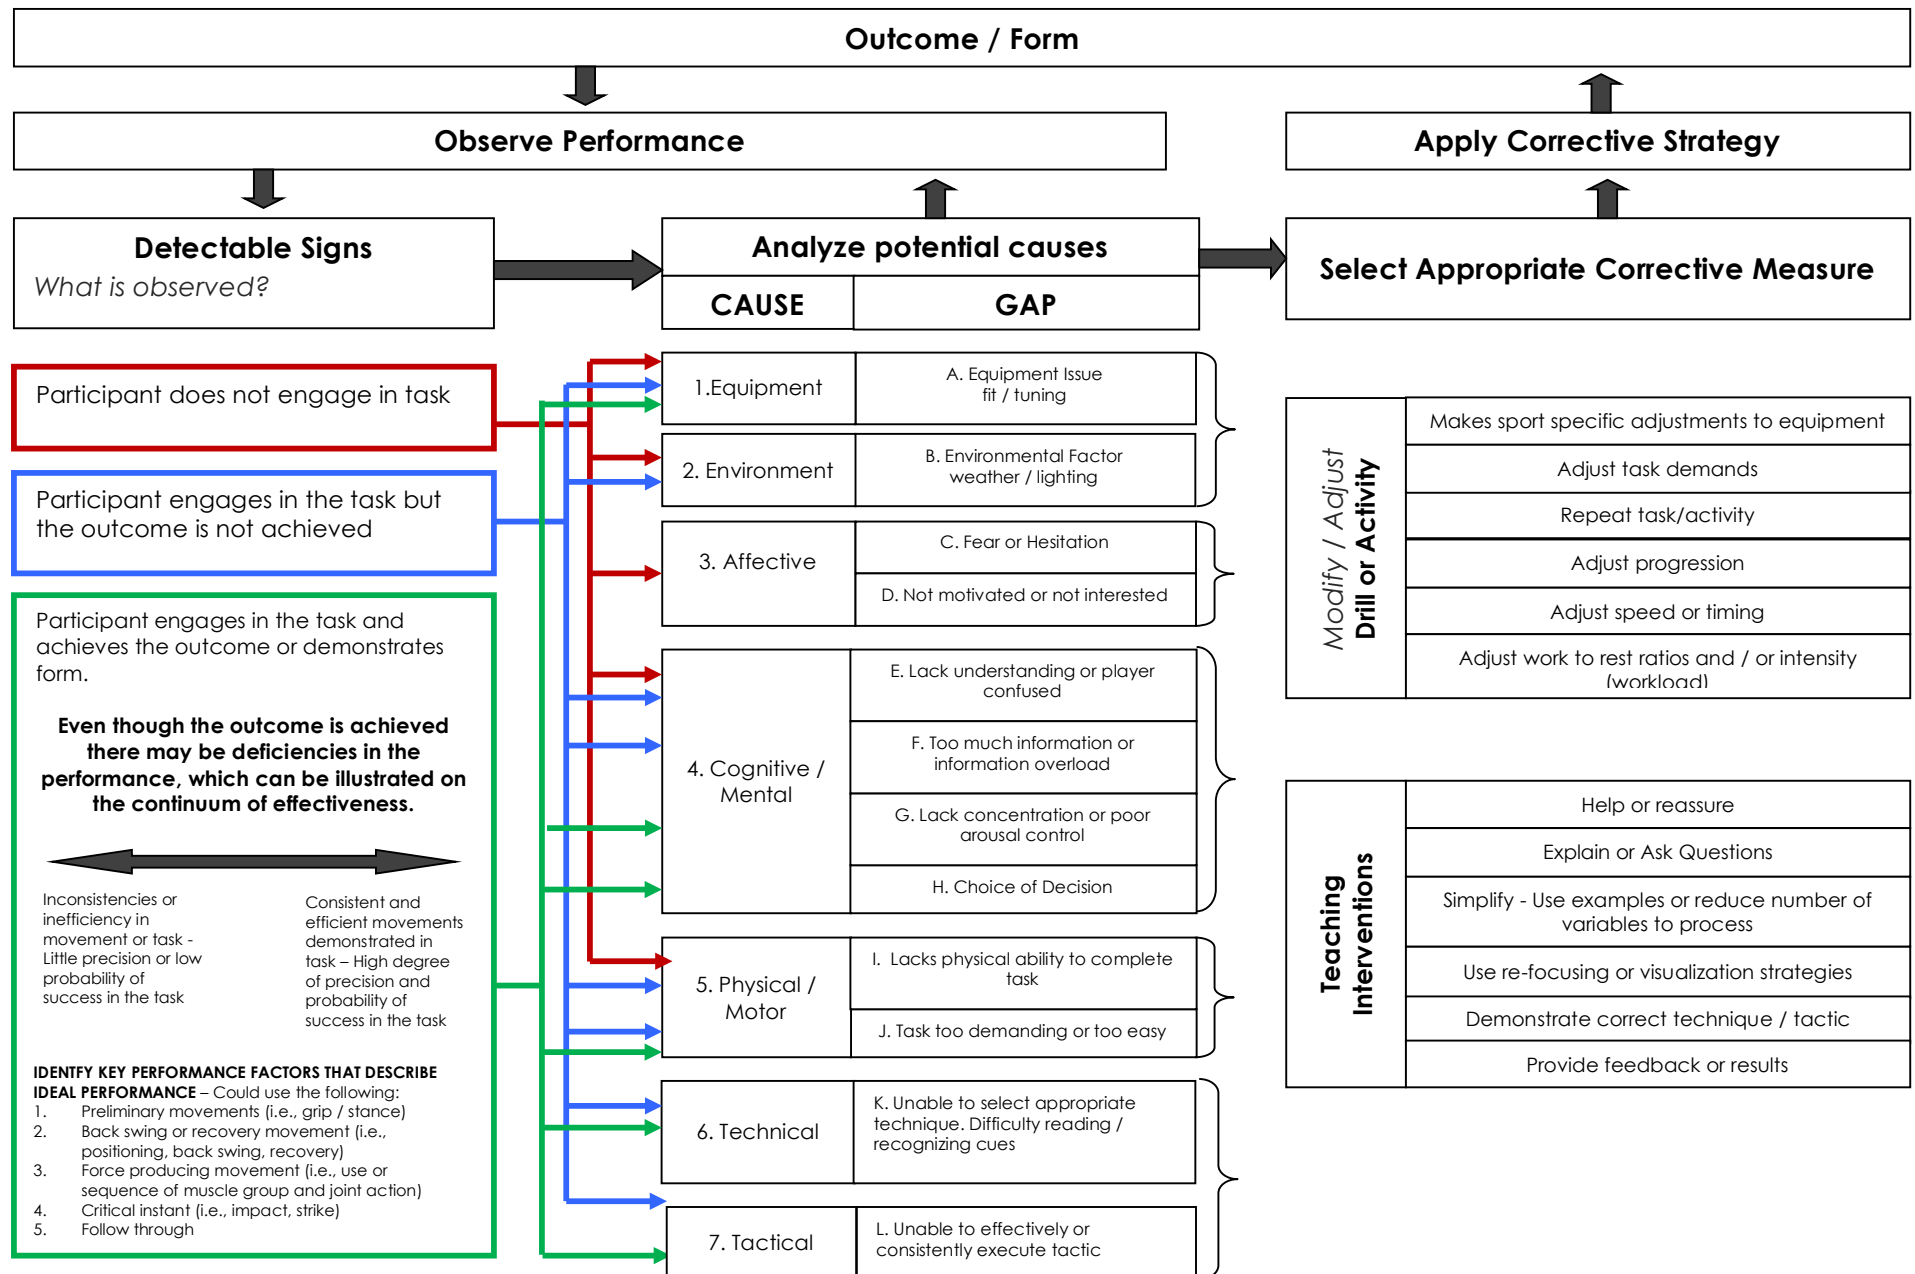 Outcome / Form
Observe Performance
Apply Corrective Strategy
Detectable Signs
What is observed?
Analyze potential causes
CAUSE
GAP
Select Appropriate Corrective Measure
Participant does not engage in task
Participant engages in the task but
the outcome is not achieved
Participant engages in the task and
achieves the outcome or demonstrates
form.
Even though the outcome is achieved
there may be deficiencies in the
performance, which can be illustrated on
the continuum of effectiveness.
Inconsistencies or
inefficiency in
movement or task -
Little precision or low
probability of
success in the task
Consistent and
efficient movements
demonstrated in
task – High degree
of precision and
probability of
success in the task
IDENTFY KEY PERFORMANCE FACTORS THAT DESCRIBE
IDEAL PERFORMANCE – Could use the following:
1. Preliminary movements (i.e., grip / stance)
2. Back swing or recovery movement (i.e.,
positioning, back swing, recovery)
3. Force producing movement (i.e., use or
sequence of muscle group and joint action)
4. Critical instant (i.e., impact, strike)
5. Follow through
1.Equipment
A. Equipment Issue
fit / tuning
2. Environment
B. Environmental Factor
weather / lighting
3. Affective
C. Fear or Hesitation
D. Not motivated or not interested
4. Cognitive /
Mental
E. Lack understanding or player
confused
F. Too much information or
information overload
G. Lack concentration or poor
arousal control
H. Choice of Decision
5. Physical /
Motor
I. Lacks physical ability to complete
task
J. Task too demanding or too easy
6. Technical
K. Unable to select appropriate
technique. Difficulty reading /
recognizing cues
7. Tactical
L. Unable to effectively or
consistently execute tactic
Modify / Adjust
Drill or Activity
Makes sport specific adjustments to equipment
Adjust task demands
Repeat task/activity
Adjust progression
Adjust speed or timing
Adjust work to rest ratios and / or intensity
(workload)
Teaching
Interventions
Help or reassure
Explain or Ask Questions
Simplify - Use examples or reduce number of
variables to process
Use re-focusing or visualization strategies
Demonstrate correct technique / tactic
Provide feedback or results